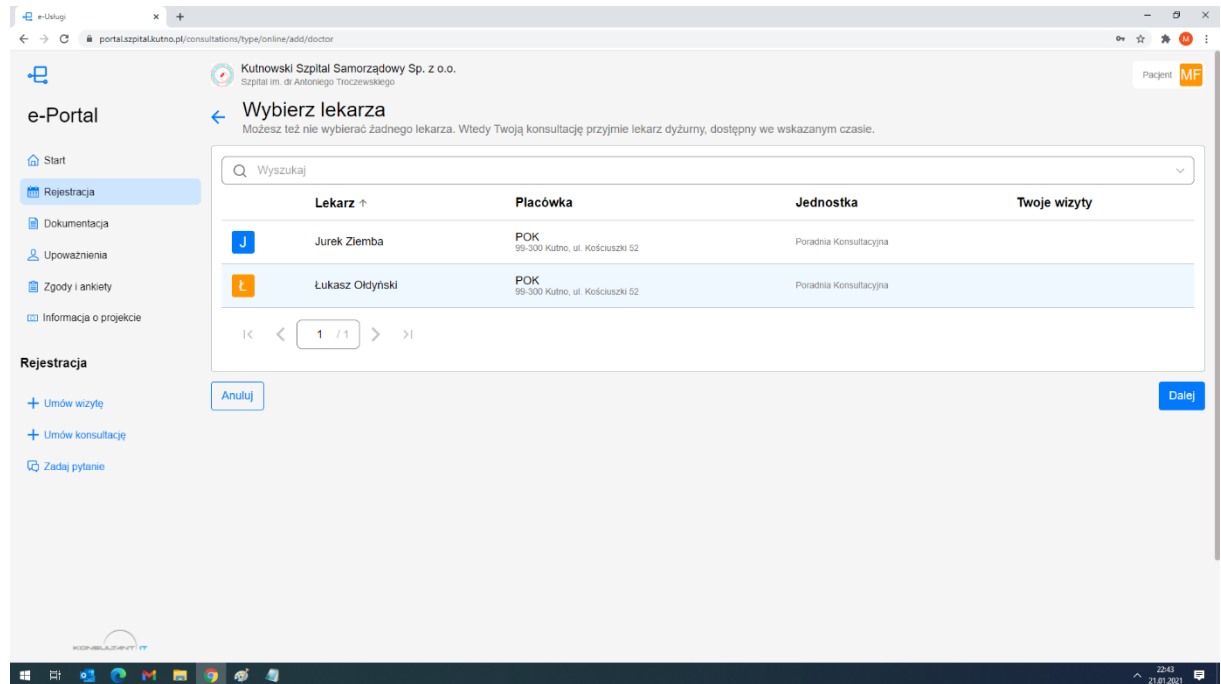 e-Usługi
portal.szpital.kutno.pl/consultations/type/online/add/doctor
M
Kutnowski Szpital Samorządowy Sp. z o.o.
Szpital im. dr Antoniego Troczewskiego
Pacjent MF
e-Portal
Wybierz lekarza
Możesz też nie wybierać żadnego lekarza. Wtedy Twoją konsultację przyjmie lekarz dyżurny, dostępny we wskazanym czasie.
Start
Rejestracja
Dokumentacja
Upoważnienia
Zgody i ankiety
Informacja o projekcie
Rejestracja
Umów wizytę
Umów konsultację
Zadaj pytanie
Wyszukaj
Lekarz ↑ Placówka Jednostka Twoje wizyty
J Jurek Ziemba POK Poradnia Konsultacyjna
99-300 Kutno, ul. Kościuszki 52
Ł Łukasz Ołdyński POK Poradnia Konsultacyjna
99-300 Kutno, ul. Kościuszki 52
1 / 1
Anuluj Dalej
KONSULTANT IT
22:43
21.01.2021